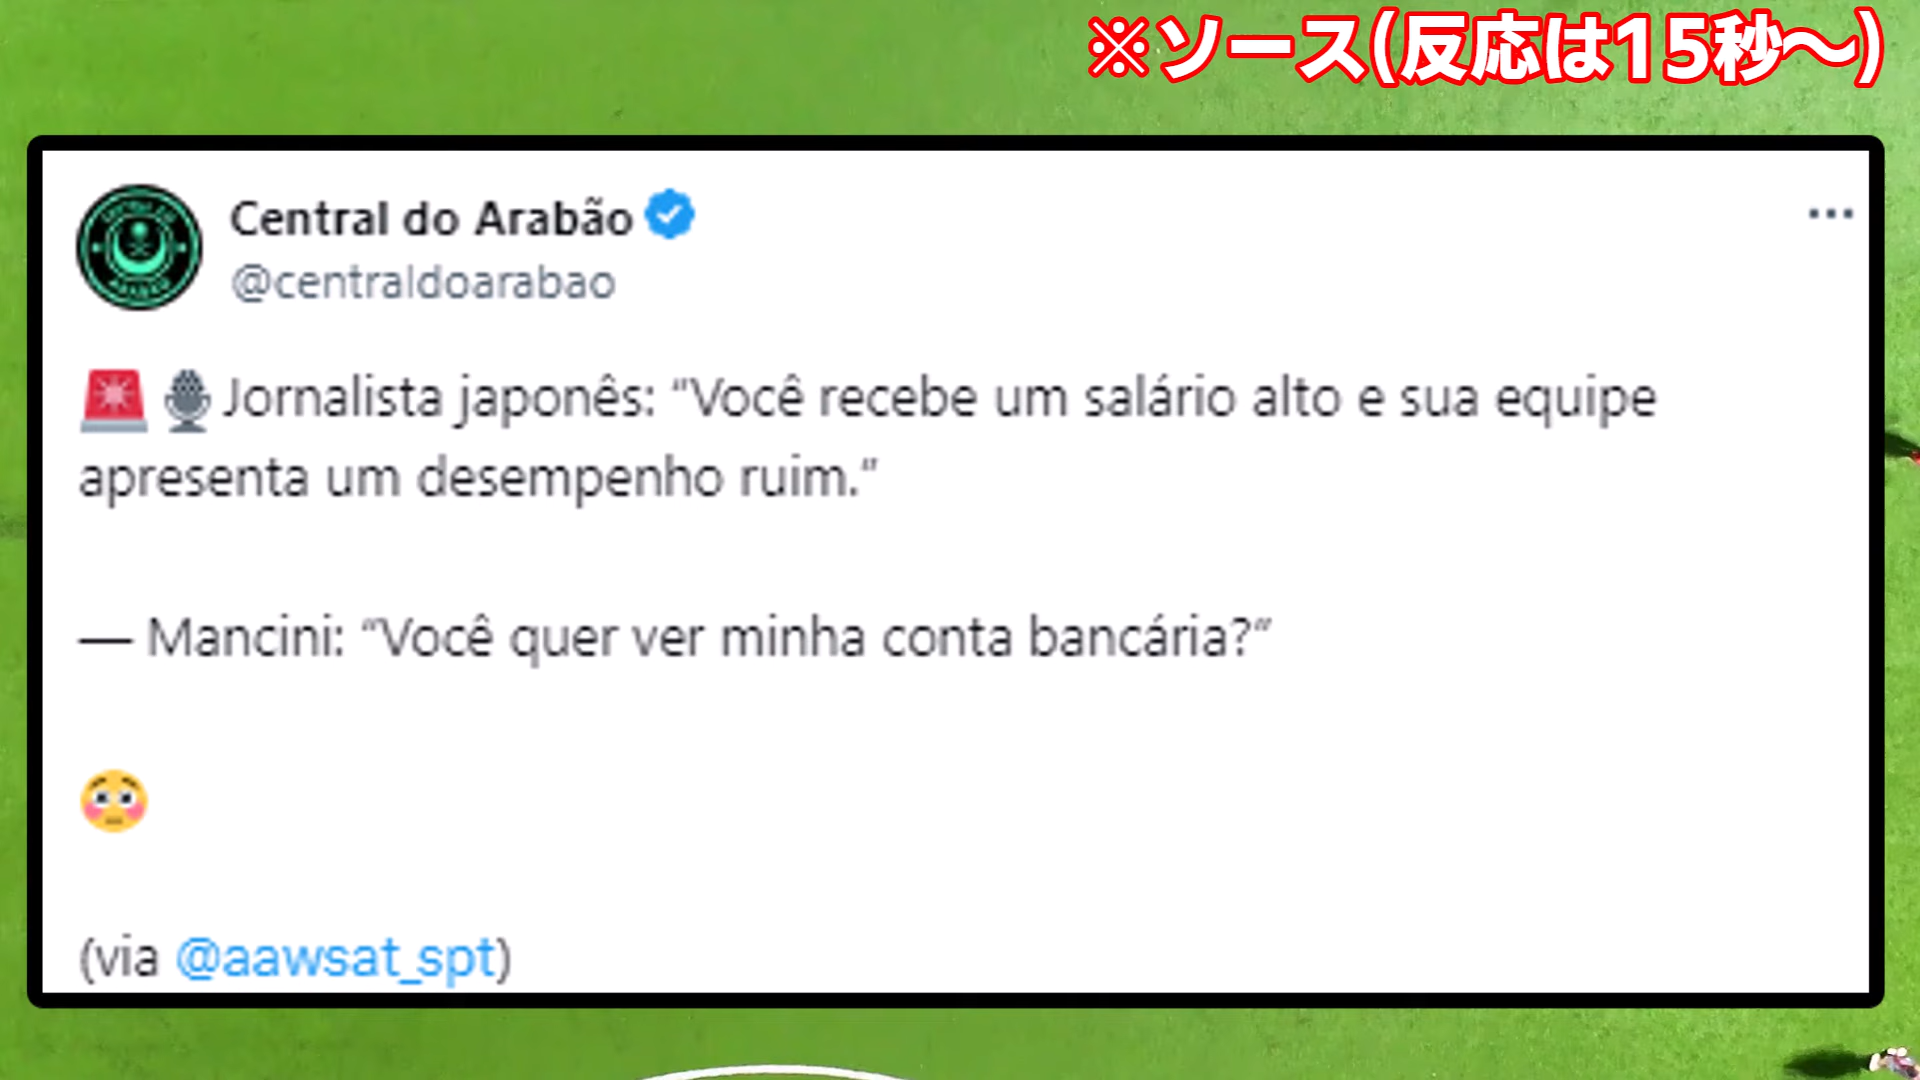 ※ソース(反応は15秒～)
Central do Arabão
@centraldoarabao
🚨🎙️Jornalista japonês: “Você recebe um salário alto e sua equipe
apresenta um desempenho ruim.”
— Mancini: “Você quer ver minha conta bancária?”
😳
(via @aawsat_spt)